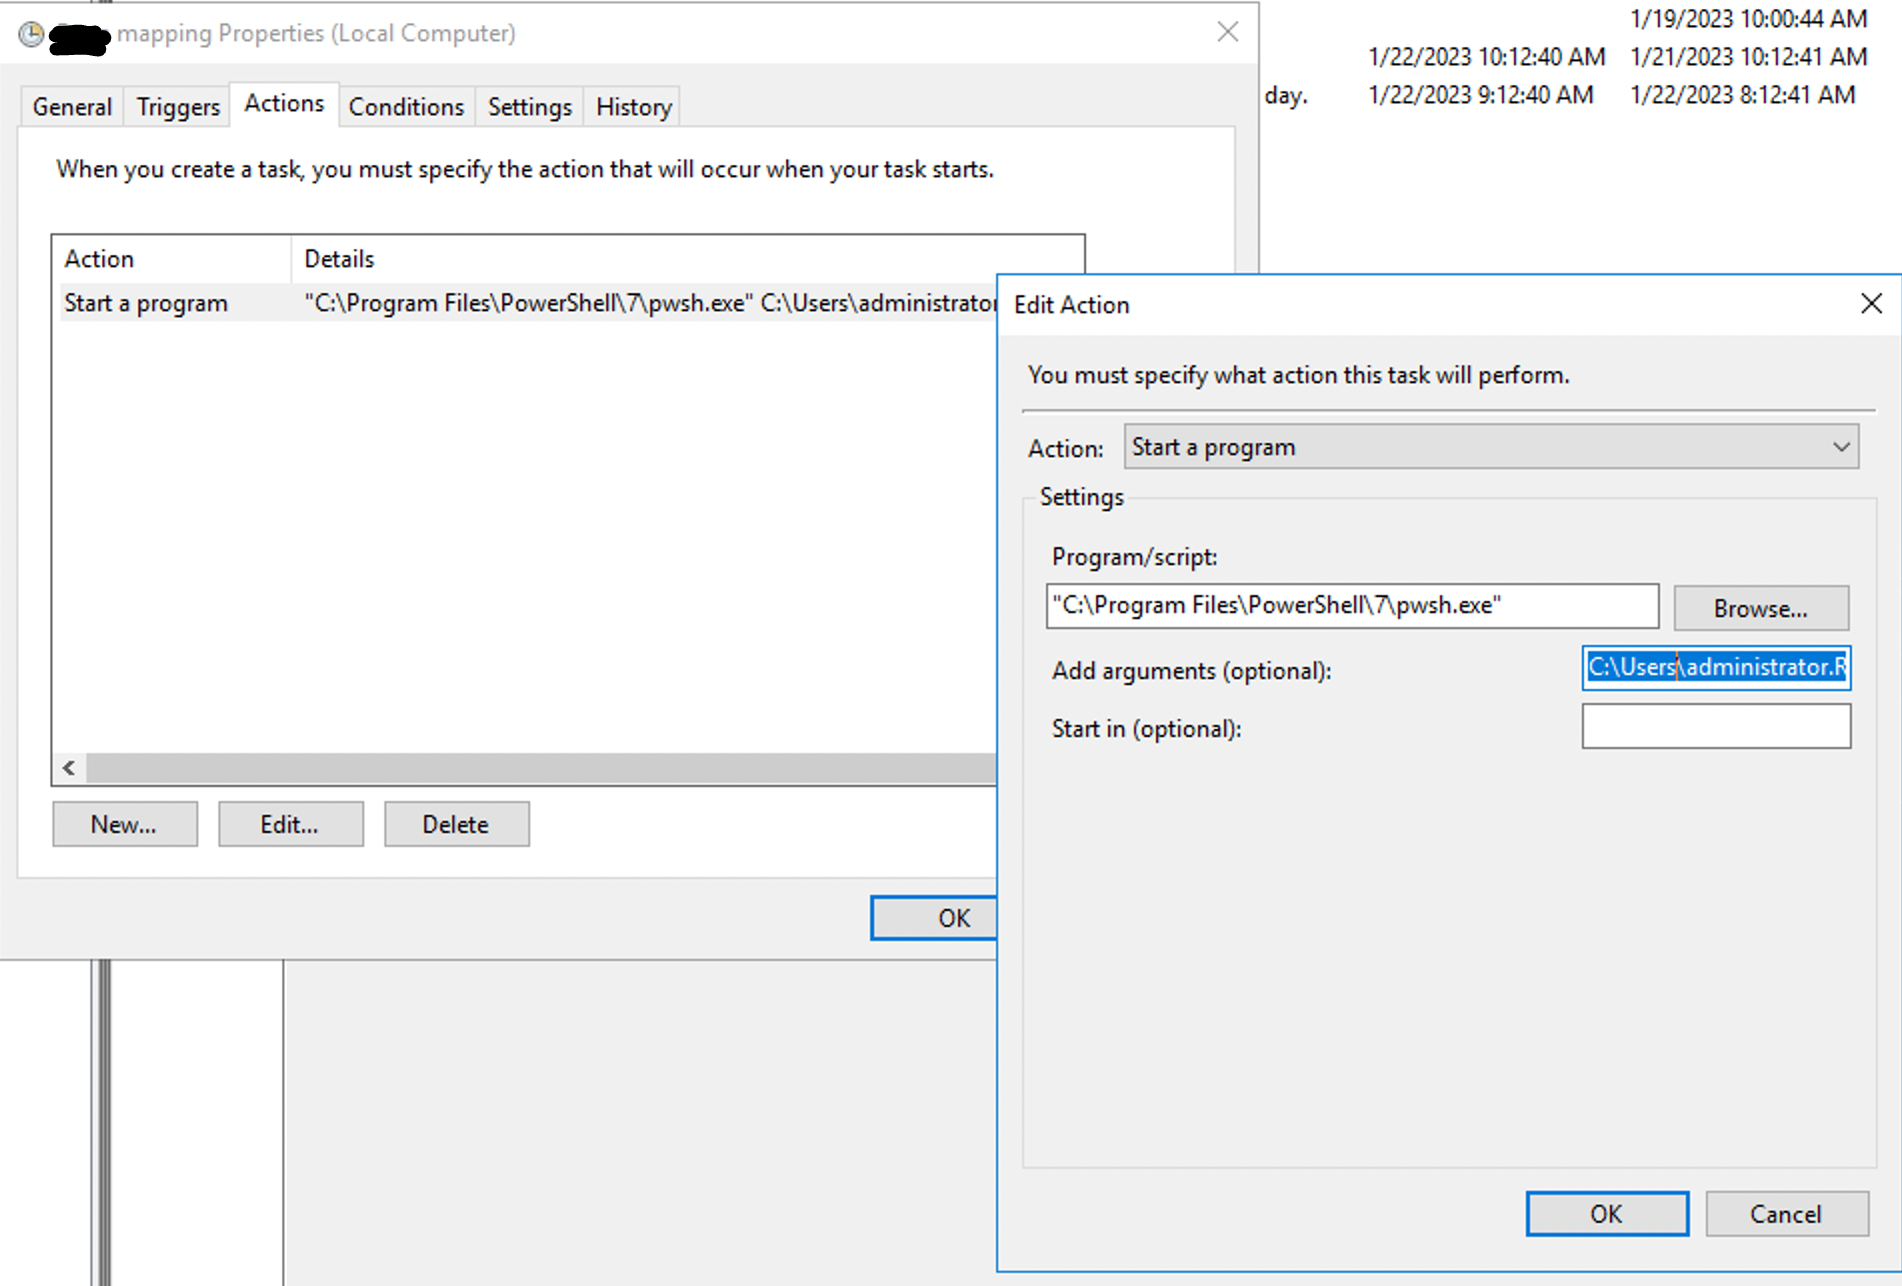 mapping Properties (Local Computer)
1/19/2023 10:00:44 AM
1/22/2023 10:12:40 AM 1/21/2023 10:12:41 AM
day. 1/22/2023 9:12:40 AM 1/22/2023 8:12:41 AM
General Triggers Actions Conditions Settings History
When you create a task, you must specify the action that will occur when your task starts.
Action Details
Start a program "C:\Program Files\PowerShell\7\pwsh.exe" C:\Users\administrator
New... Edit... Delete
OK
Edit Action
You must specify what action this task will perform.
Action: Start a program
Settings
Program/script:
"C:\Program Files\PowerShell\7\pwsh.exe" Browse...
Add arguments (optional): C:\Users\administrator.R
Start in (optional):
OK Cancel